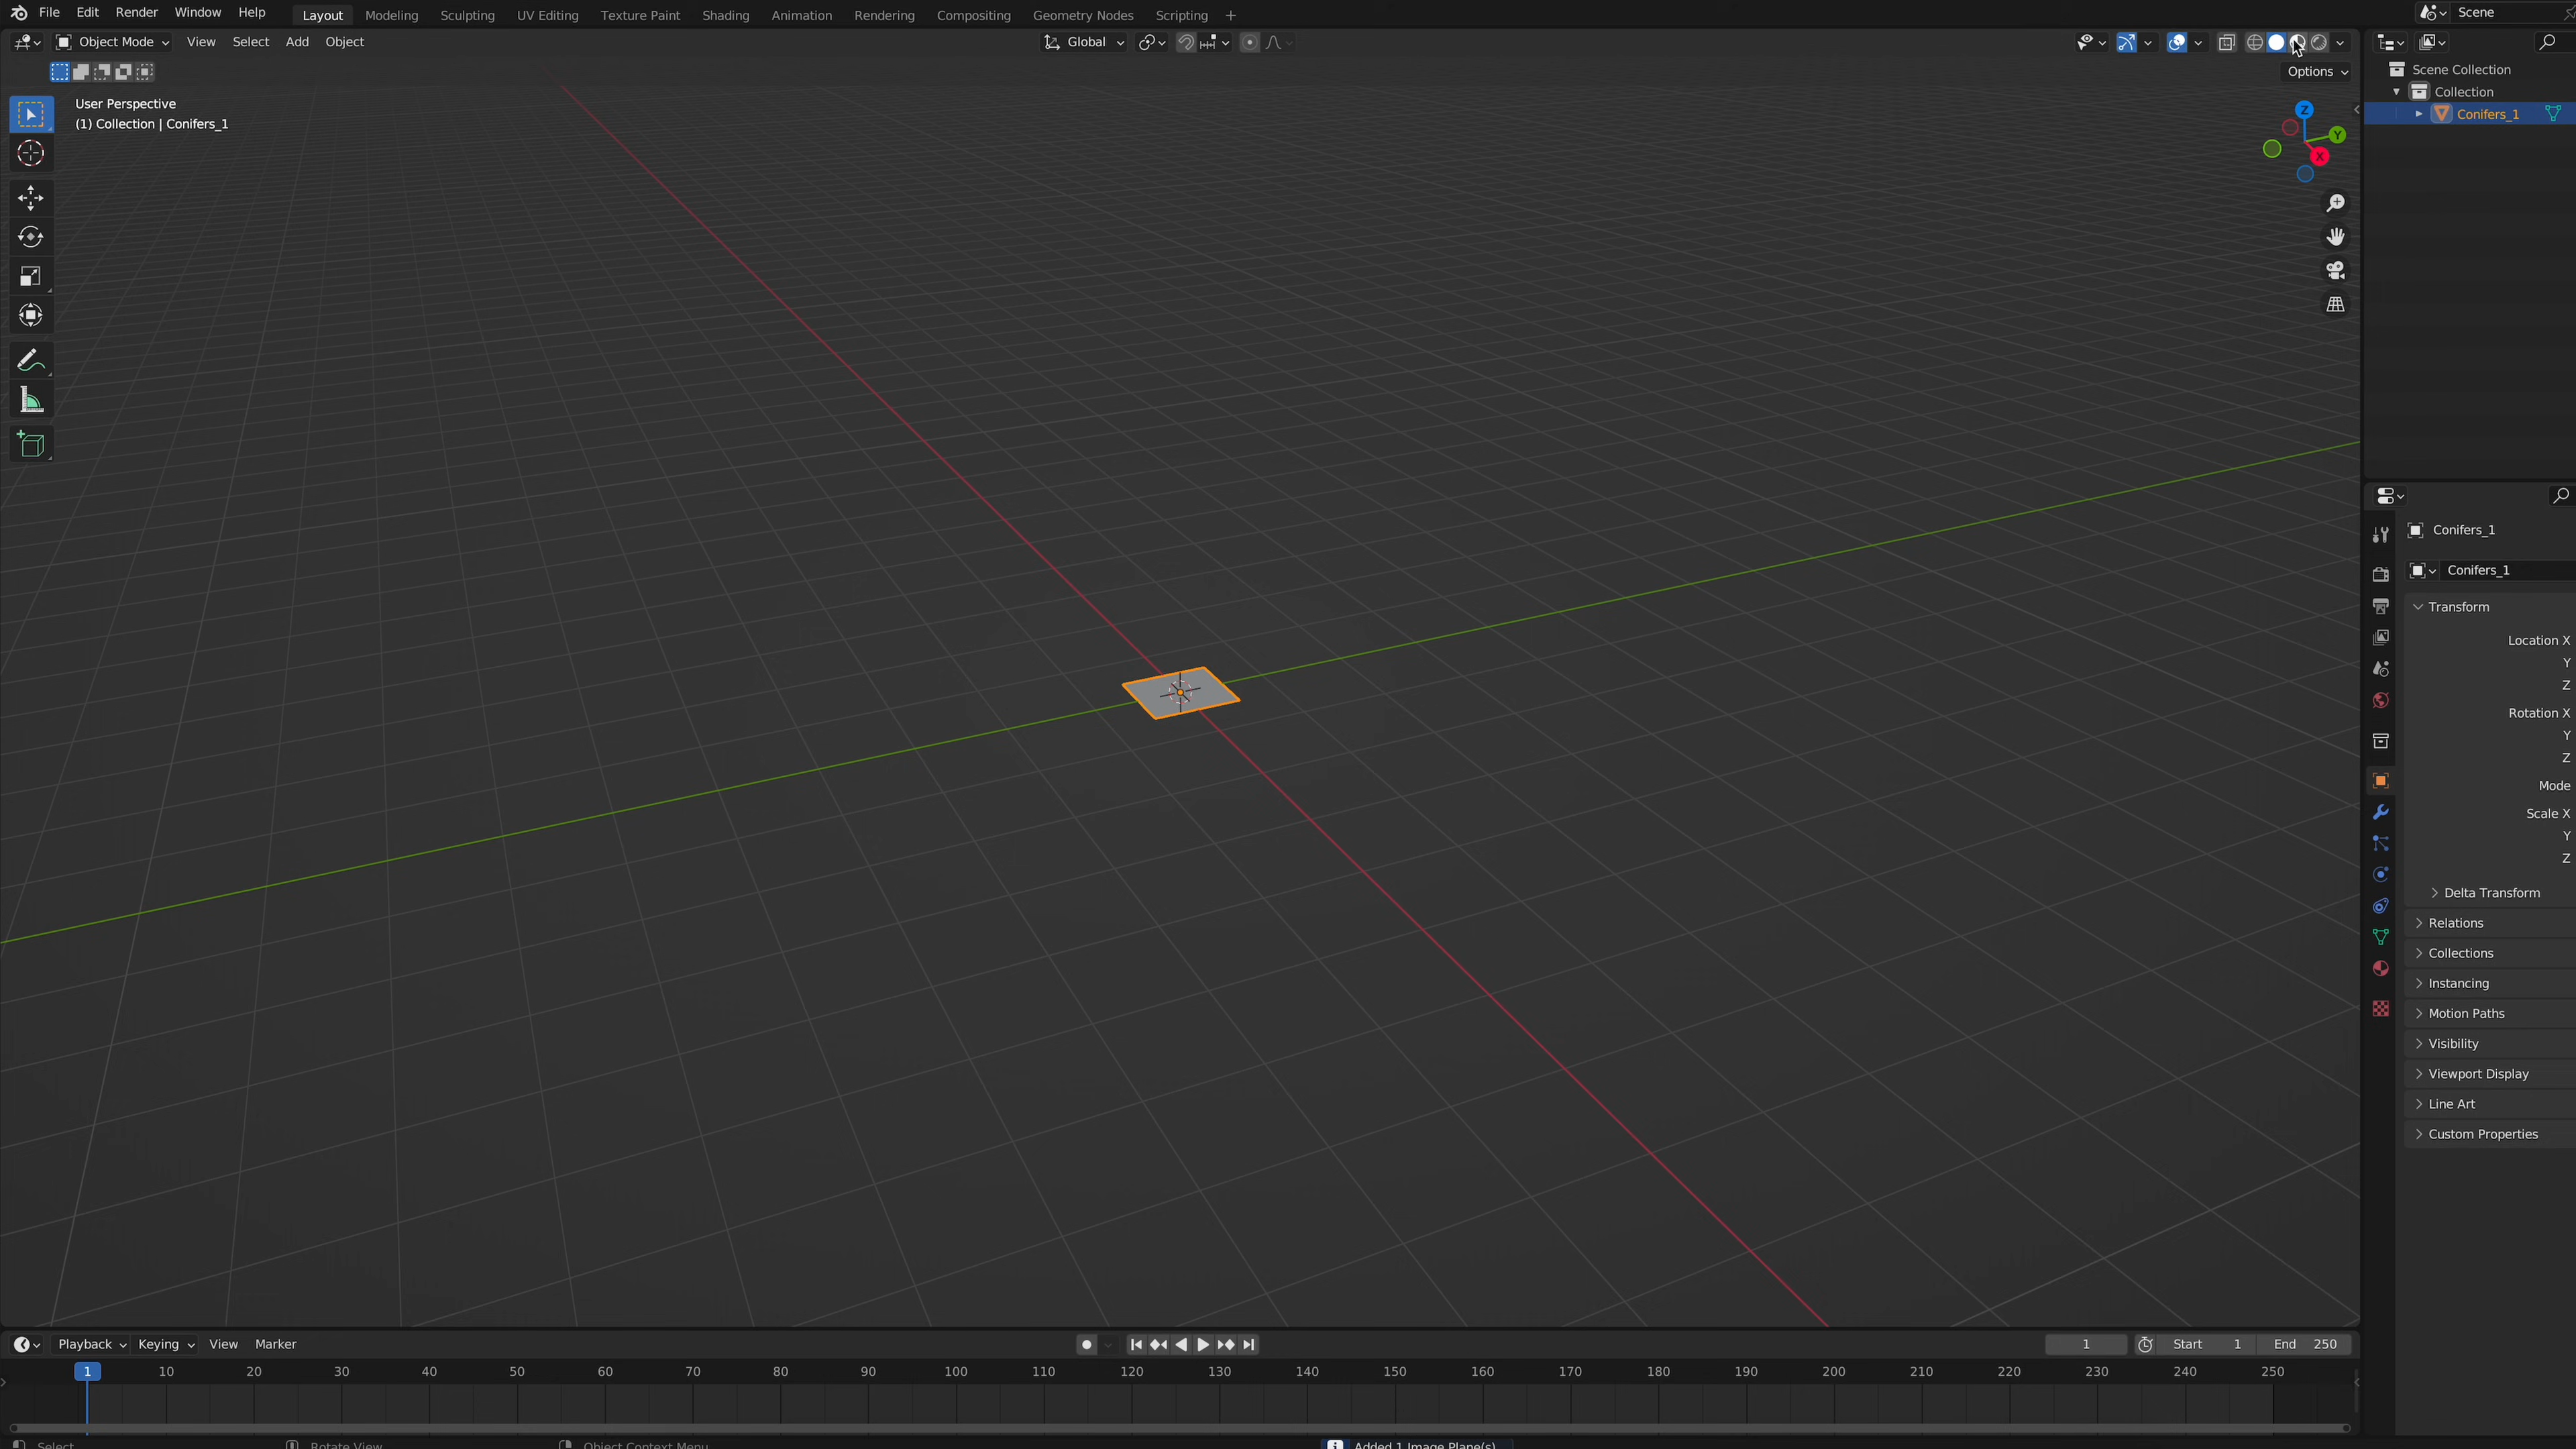 File Edit Render Window Help Layout Modeling Sculpting UV Editing Texture Paint Shading Animation Rendering Compositing Geometry Nodes Scripting + Scene
Object Mode View Select Add Object Global
Options
User Perspective
(1) Collection | Conifers_1
Z
Y
X
Scene Collection
Collection
Conifers_1
Conifers_1
Conifers_1
Transform
Location X
Y
Z
Rotation X
Y
Z
Mode
Scale X
Y
Z
Delta Transform
Relations
Collections
Instancing
Motion Paths
Visibility
Viewport Display
Line Art
Custom Properties
Playback Keying View Marker 1 Start 1 End 250
1 10 20 30 40 50 60 70 80 90 100 110 120 130 140 150 160 170 180 190 200 210 220 230 240 250
Select Rotate View Object Context Menu Added 1 Image Plane(s)